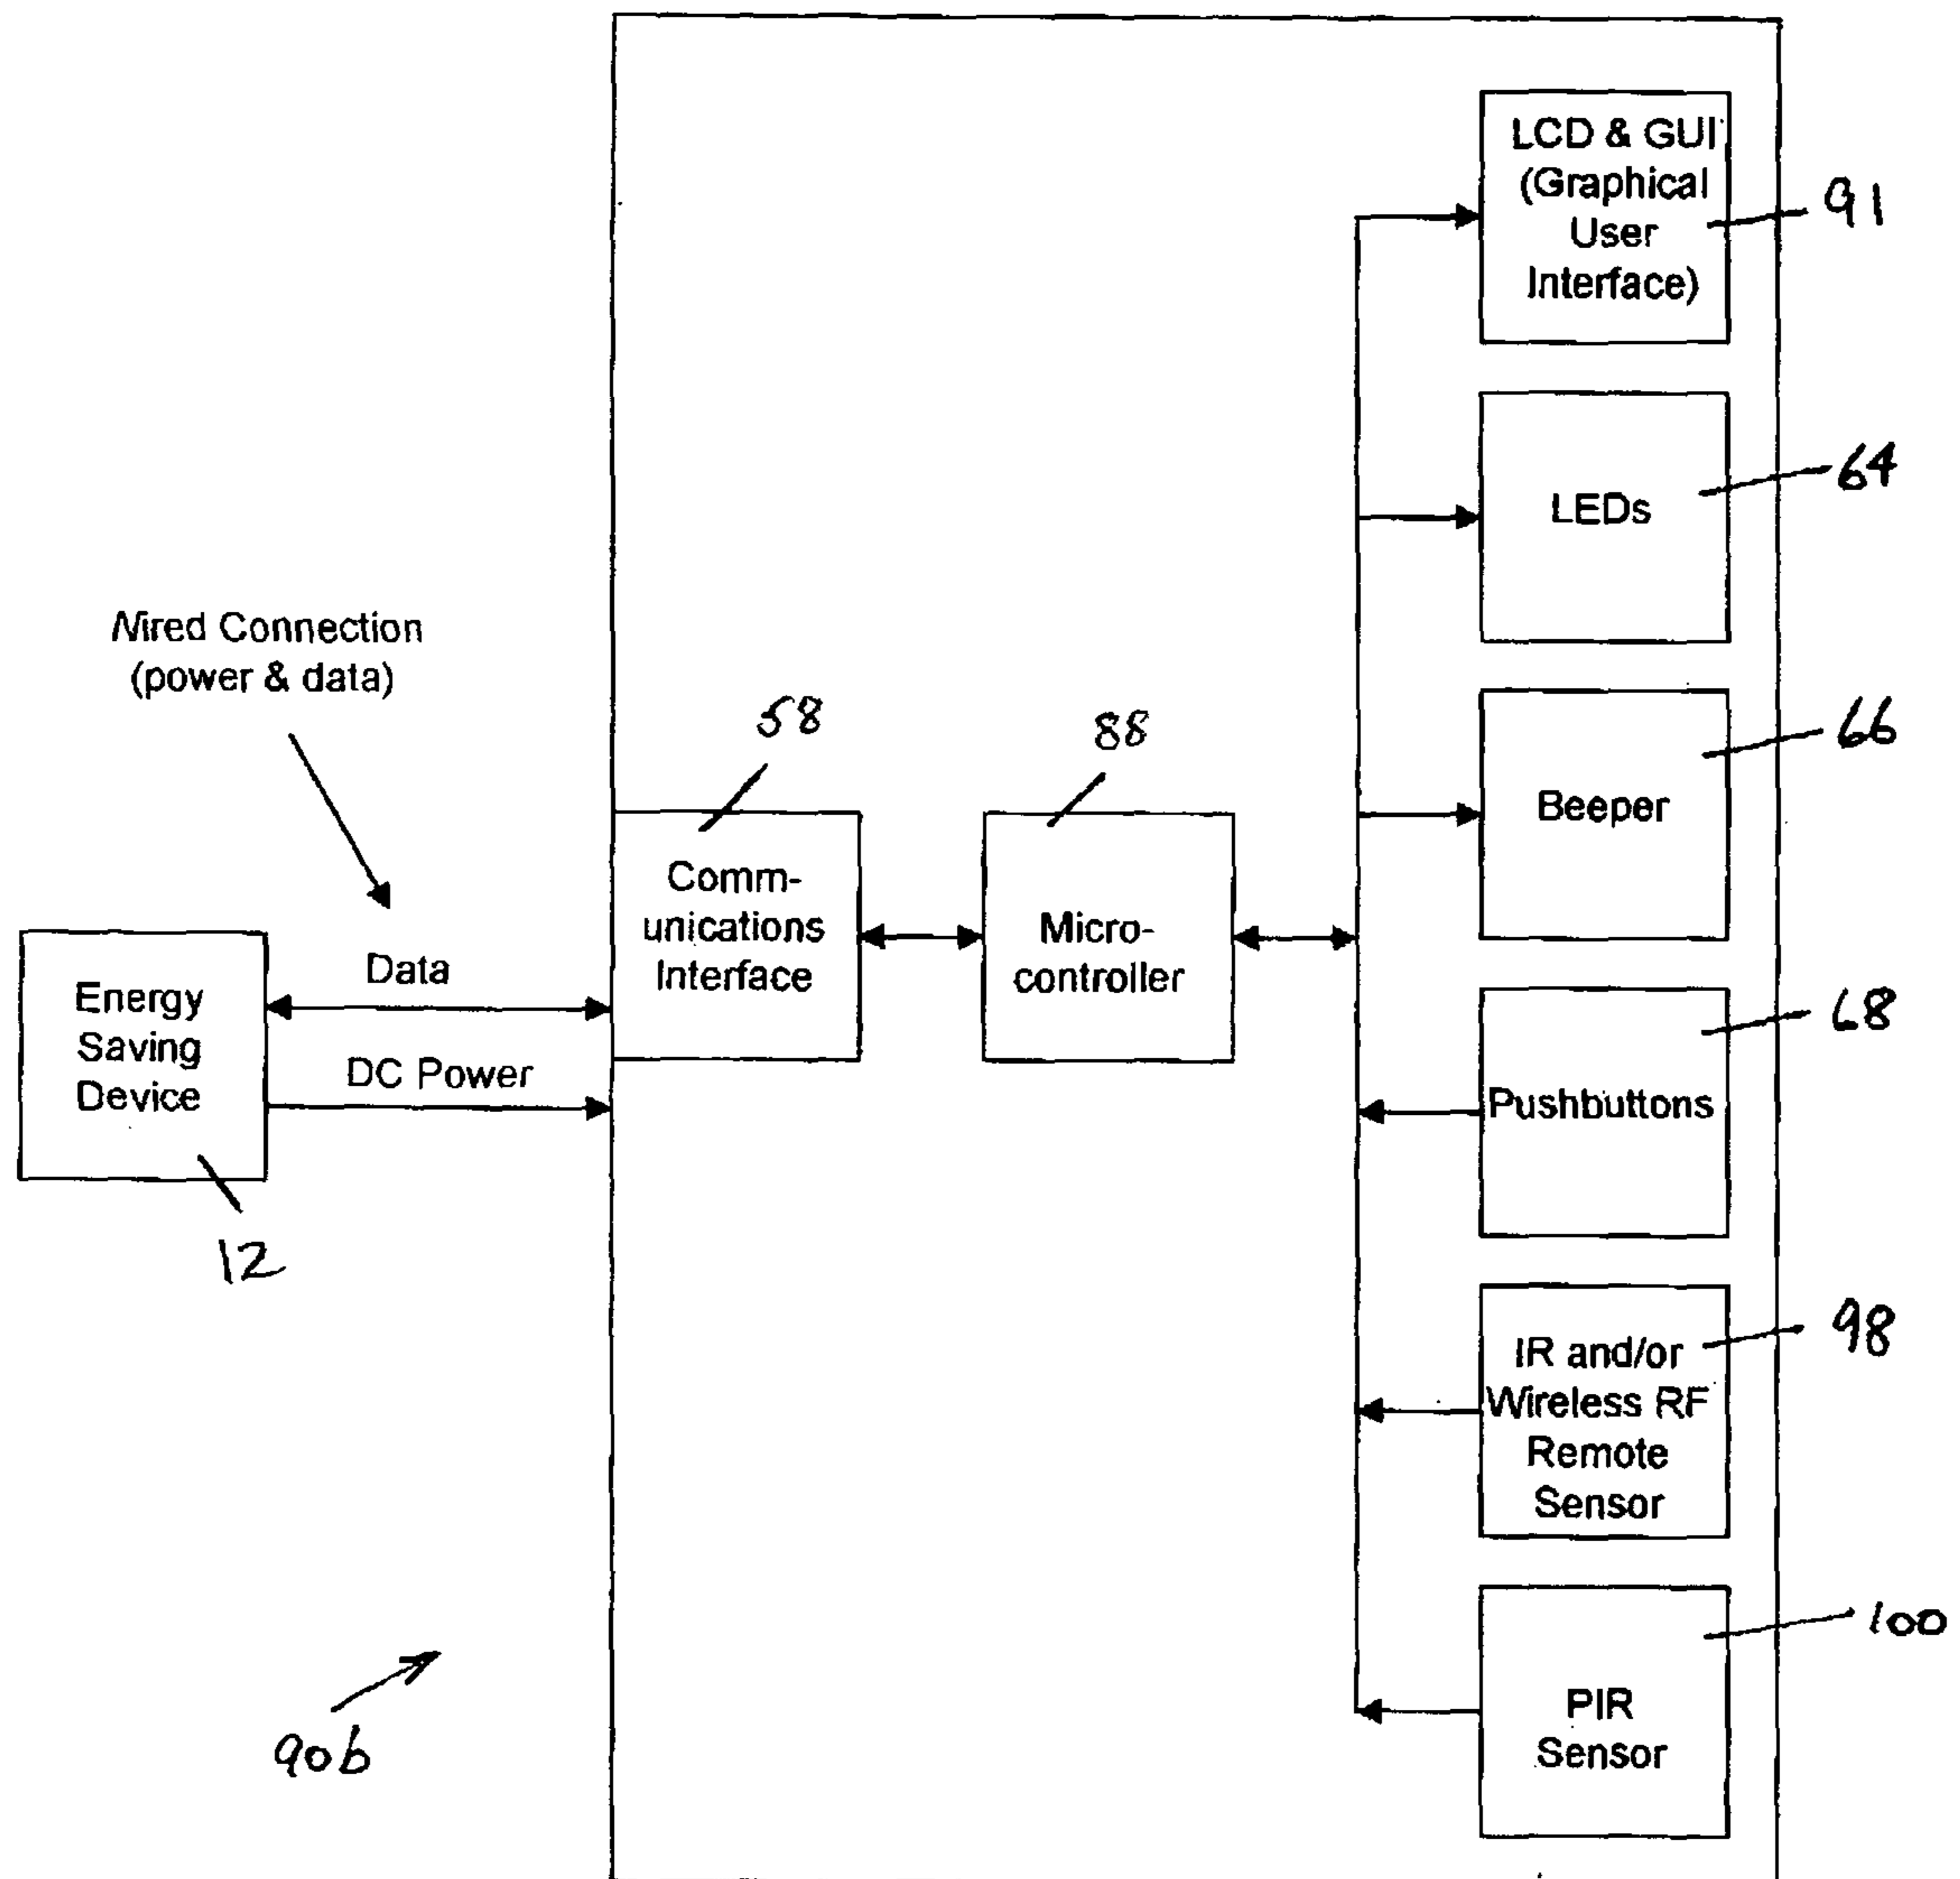 LCD & GUI
(Graphical
User
Interface)
91
LEDs
64
Wired Connection
(power & data)
58
88
66
Beeper
Comm-
unications
Interface
Micro-
controller
Data
Energy
Saving
Device
DC Power
68
Pushbuttons
12
98
IR and/or
Wireless RF
Remote
Sensor
100
PIR
Sensor
90b